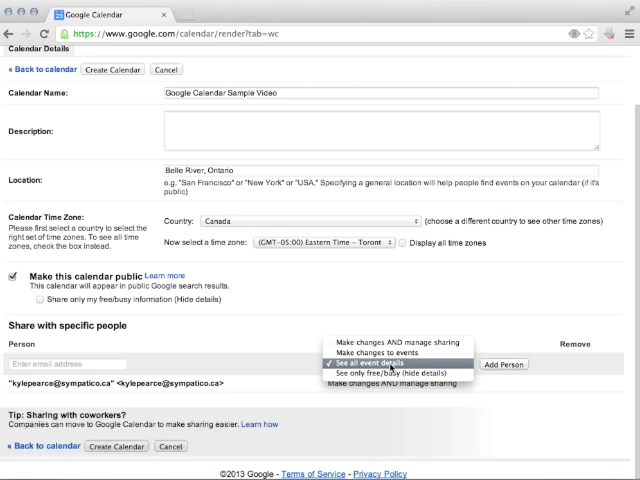 Google Calendar
https://www.google.com/calendar/render?tab=wc
Calendar Details
« Back to calendar Create Calendar Cancel
Calendar Name: Google Calendar Sample Video
Description:
Location: Belle River, Ontario
e.g. "San Francisco" or "New York" or "USA." Specifying a general location will help people find events on your calendar (if it's
public)
Calendar Time Zone:
Please first select a country to select the
right set of time zones. To see all time
zones, check the box instead.
Country: Canada (choose a different country to see other time zones)
Now select a time zone: (GMT-05:00) Eastern Time - Toront Display all time zones
Make this calendar public Learn more
This calendar will appear in public Google search results.
Share only my free/busy information (Hide details)
Share with specific people
Person Remove
Make changes AND manage sharing
Make changes to events
✓ See all event details
See only free/busy (hide details)
Enter email address Add Person
"kylepearce@sympatico.ca" <kylepearce@sympatico.ca> Make changes AND manage sharing
Tip: Sharing with coworkers?
Companies can move to Google Calendar to make sharing easier. Learn how
« Back to calendar Create Calendar Cancel
©2013 Google - Terms of Service - Privacy Policy